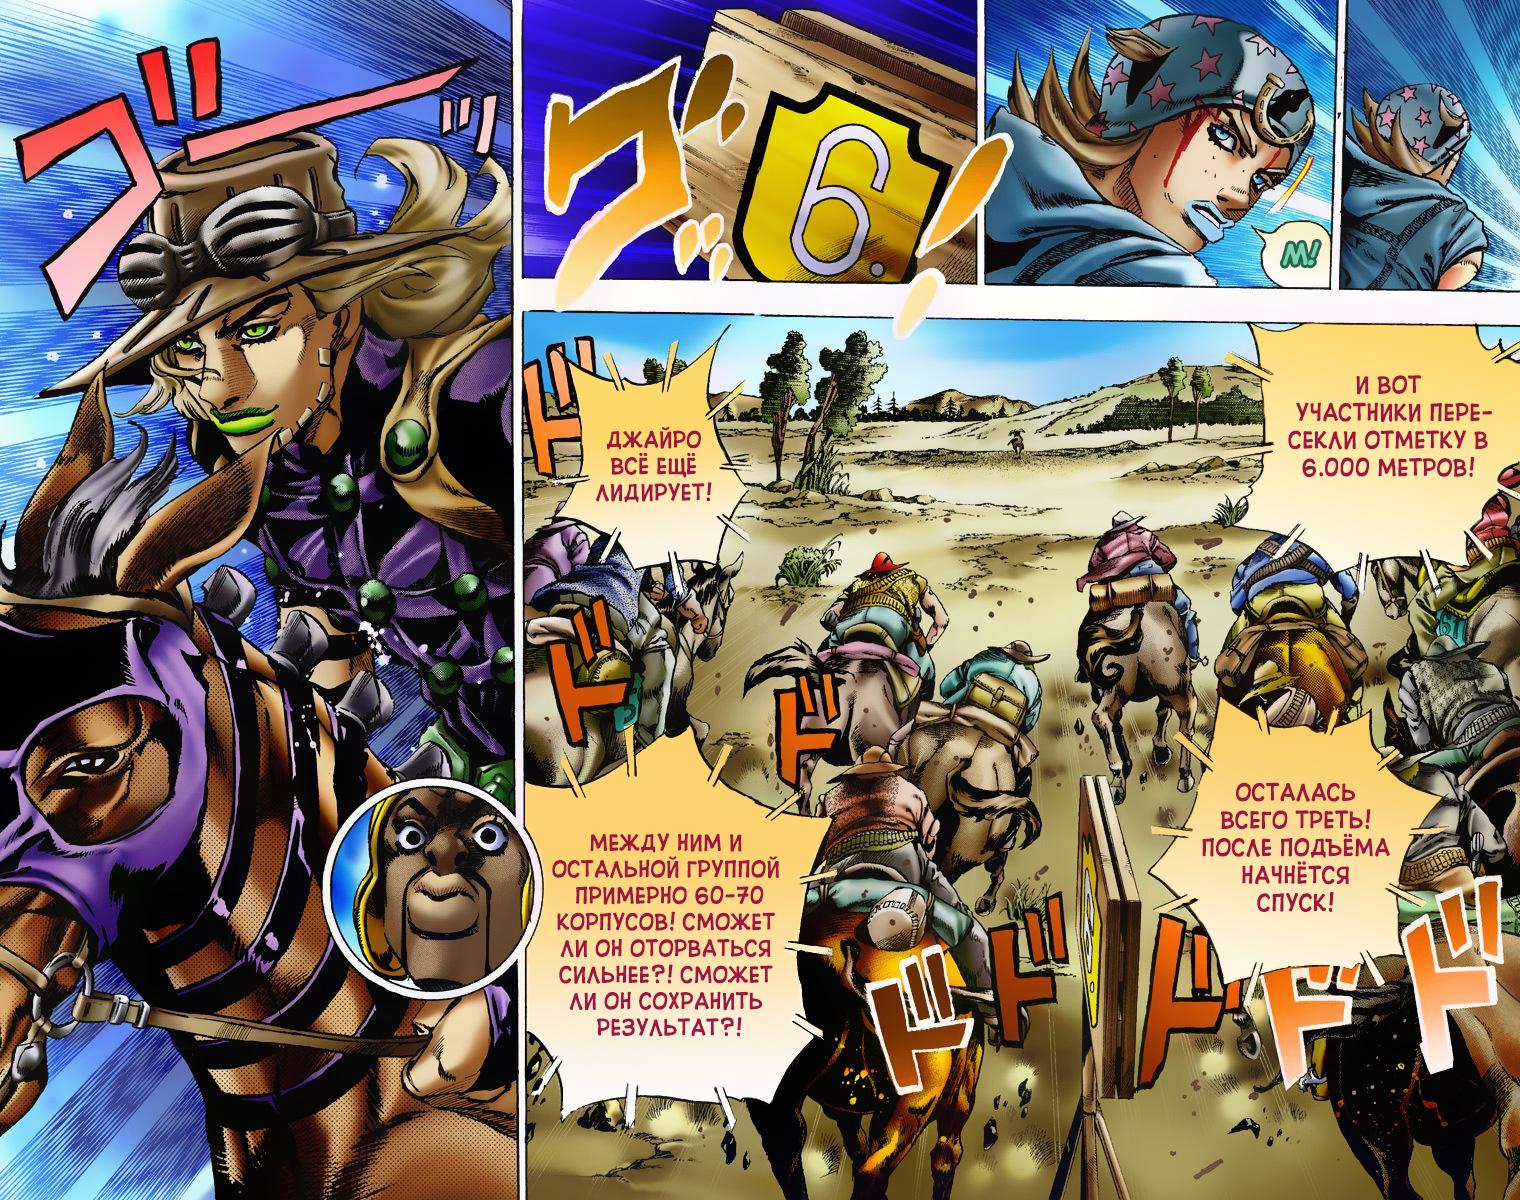 М!
6.
И ВОТ
УЧАСТНИКИ ПЕРЕ-
СЕКЛИ ОТМЕТКУ В
6.000 МЕТРОВ!
ОСТАЛАСЬ
ВСЕГО ТРЕТЬ!
ПОСЛЕ ПОДЪЁМА
НАЧНЁТСЯ
СПУСК!
ДЖАЙРО
ВСЁ ЕЩЁ
ЛИДИРУЕТ!
МЕЖДУ НИМ И
ОСТАЛЬНОЙ ГРУППОЙ
ПРИМЕРНО 60-70
КОРПУСОВ! СМОЖЕТ
ЛИ ОН ОТОРВАТЬСЯ
СИЛЬНЕЕ?! СМОЖЕТ
ЛИ ОН СОХРАНИТЬ
РЕЗУЛЬТАТ?!
ド
ド
ド
ド
ド
ド
ド
ド
ゴーッ